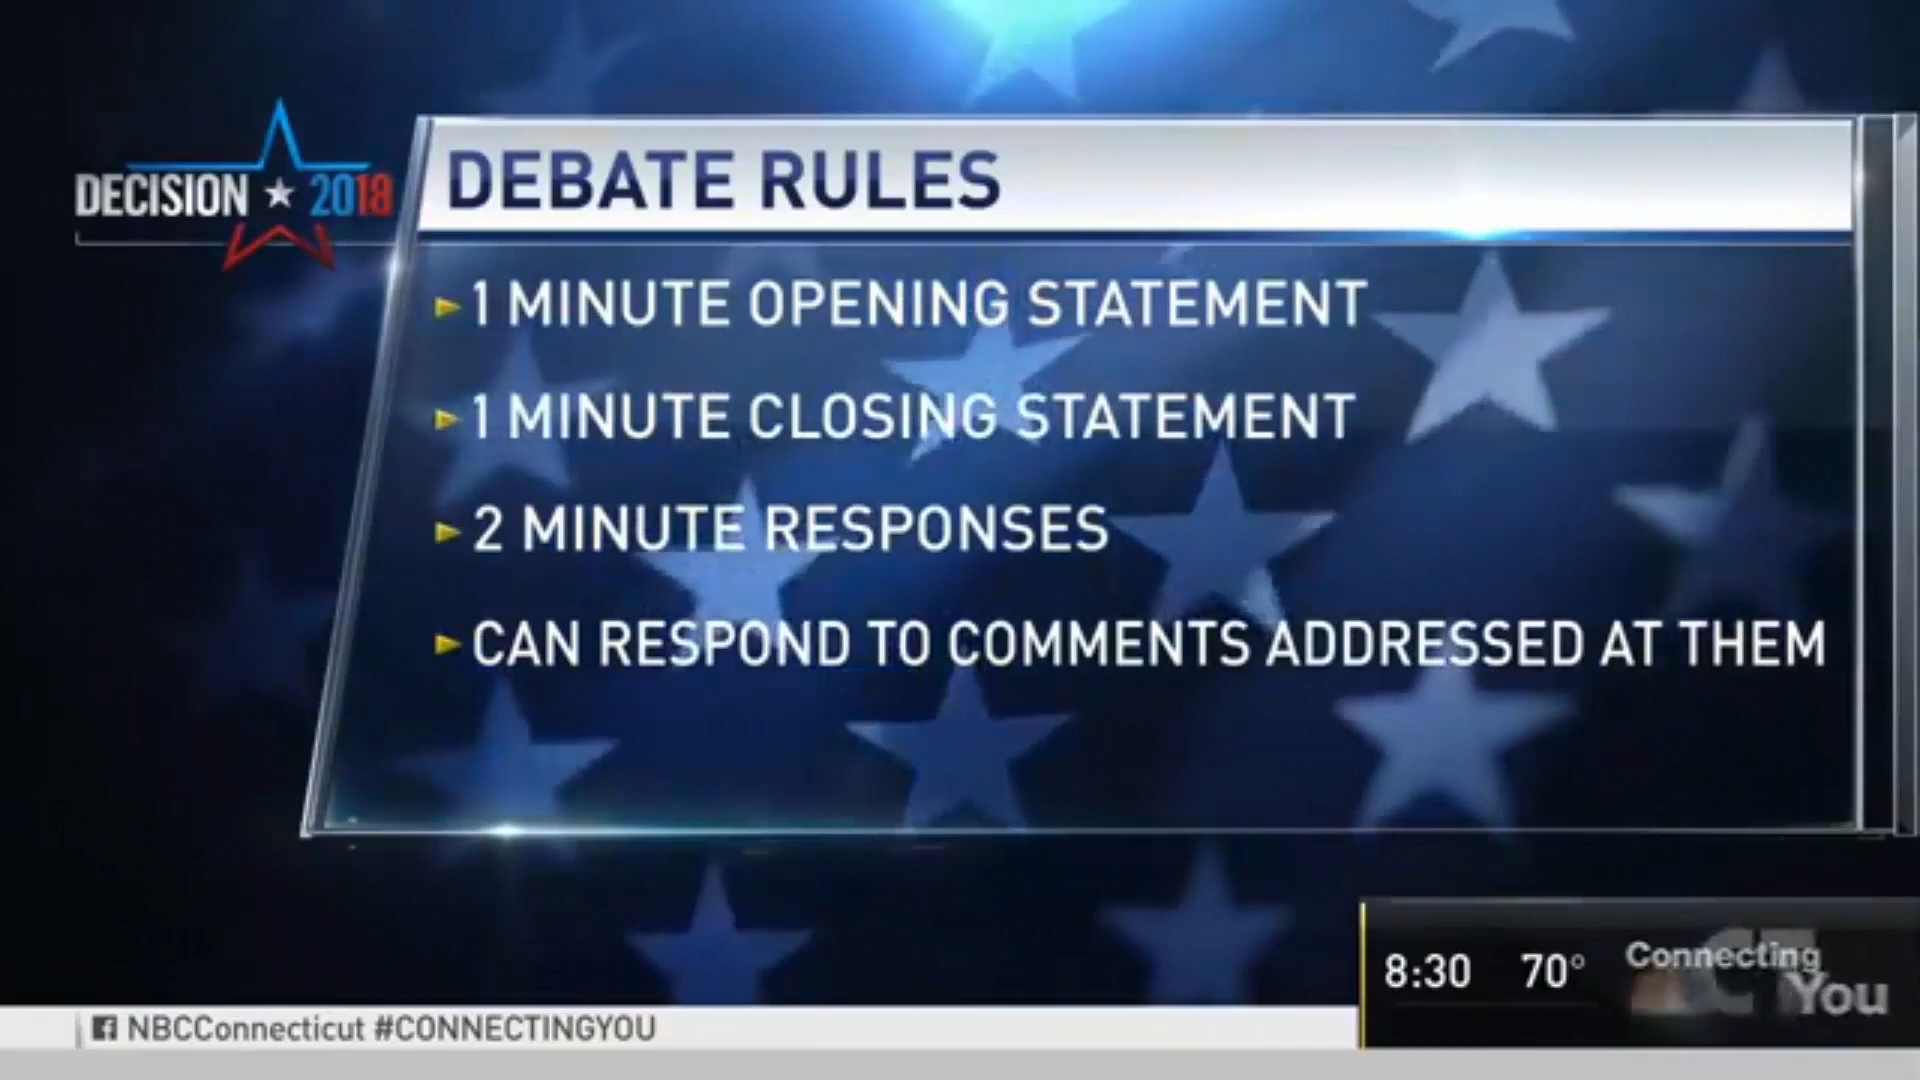 DECISION ★ 2018
DEBATE RULES
1 MINUTE OPENING STATEMENT
1 MINUTE CLOSING STATEMENT
2 MINUTE RESPONSES
CAN RESPOND TO COMMENTS ADDRESSED AT THEM
8:30 70°
Connecting
You
CT
NBCConnecticut #CONNECTINGYOU